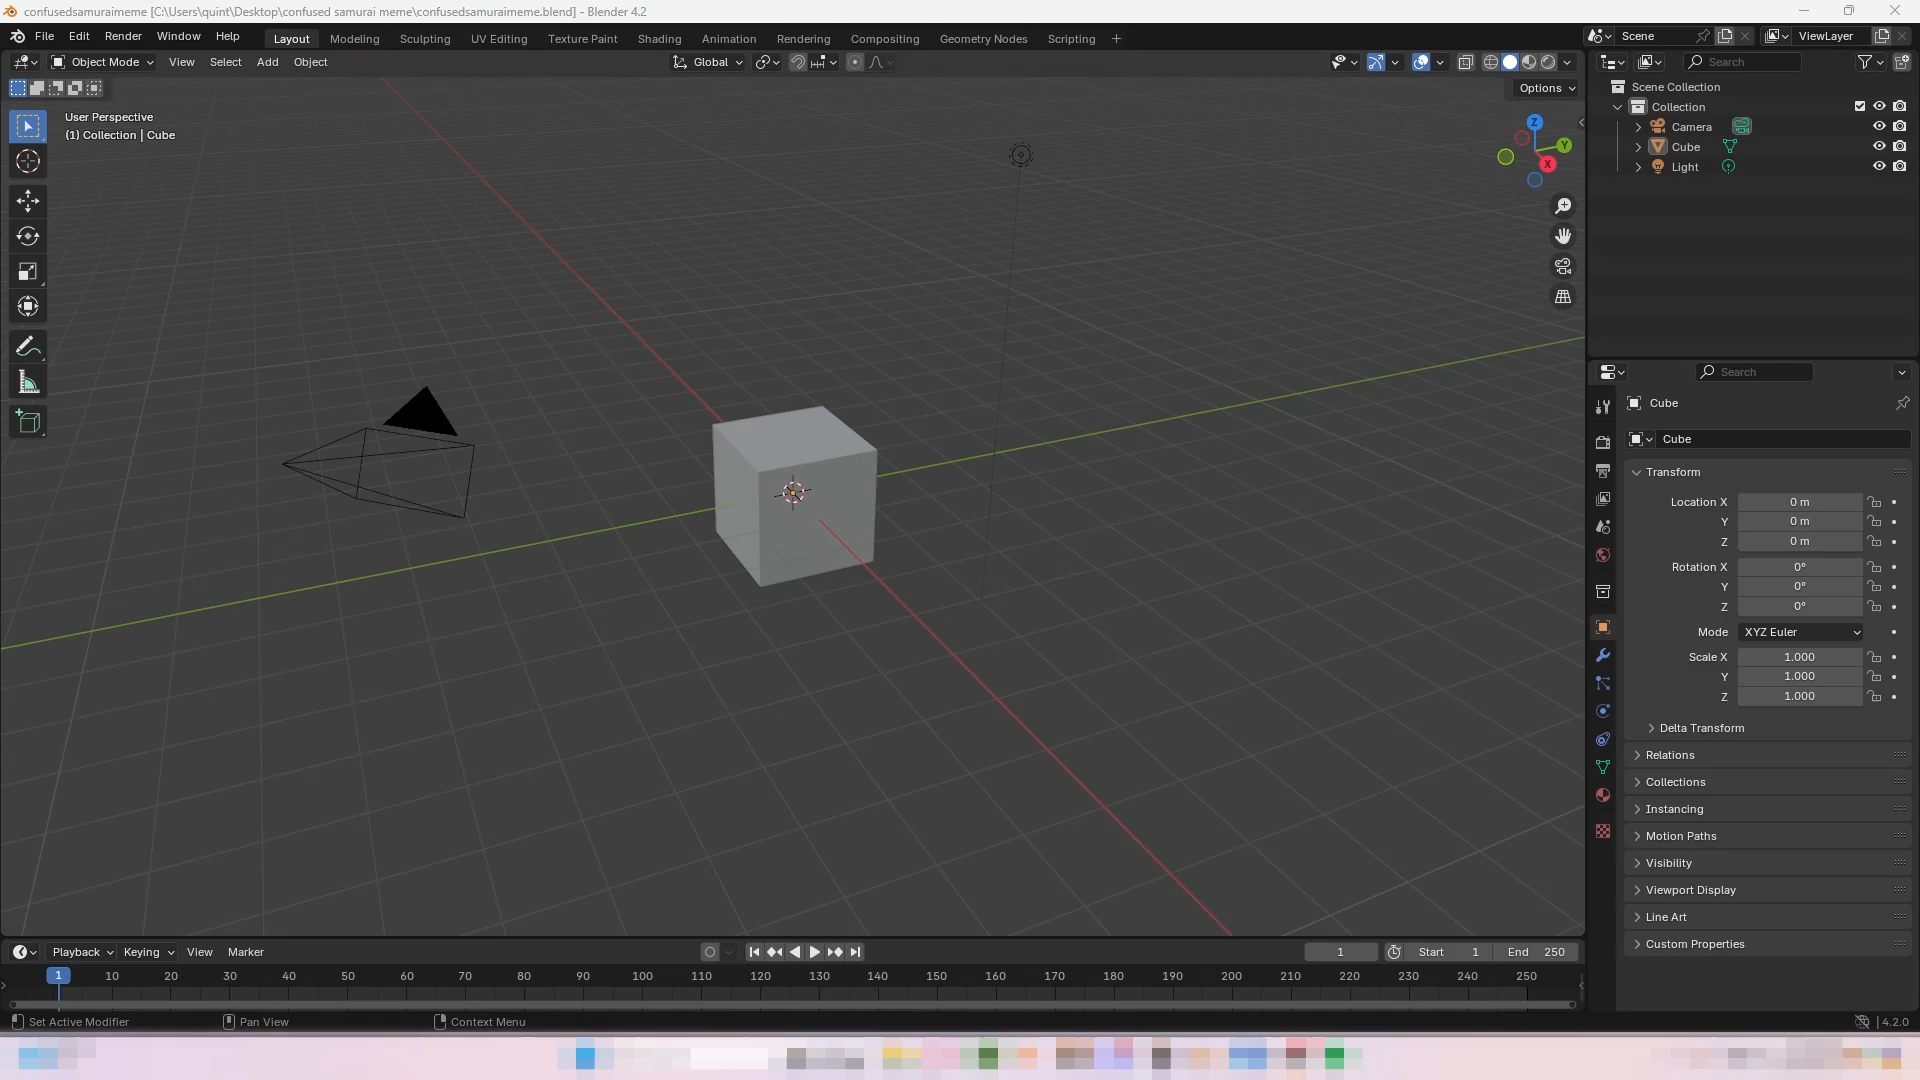 confusedsamuraimeme [C:\Users\quint\Desktop\confused samurai meme\confusedsamuraimeme.blend] - Blender 4.2
File Edit Render Window Help Layout Modeling Sculpting UV Editing Texture Paint Shading Animation Rendering Compositing Geometry Nodes Scripting + Scene ViewLayer
Object Mode View Select Add Object Global Search
Options
User Perspective
(1) Collection | Cube
Z
Y
X
Scene Collection
Collection
Camera
Cube
Light
Search
Cube
Cube
Transform
Location X 0 m
Y 0 m
Z 0 m
Rotation X 0°
Y 0°
Z 0°
Mode XYZ Euler
Scale X 1.000
Y 1.000
Z 1.000
Delta Transform
Relations
Collections
Instancing
Motion Paths
Visibility
Viewport Display
Line Art
Custom Properties
Playback Keying View Marker 1 Start 1 End 250
1 10 20 30 40 50 60 70 80 90 100 110 120 130 140 150 160 170 180 190 200 210 220 230 240 250
Set Active Modifier Pan View Context Menu 4.2.0